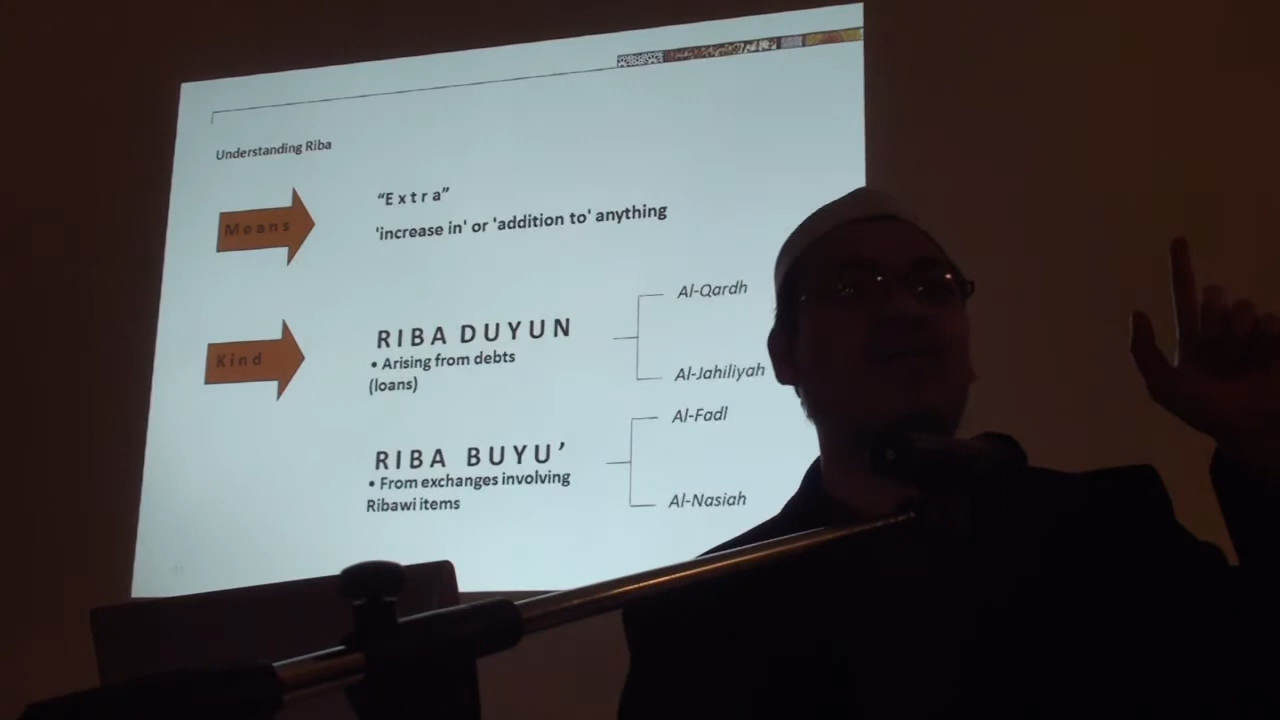 Understanding Riba
Means
"Extra"
'increase in' or 'addition to' anything
Kind
RIBA DUYUN
• Arising from debts
(loans)
Al-Qardh
Al-Jahiliyah
RIBA BUYU’
• From exchanges involving
Ribawi items
Al-Fadl
Al-Nasiah